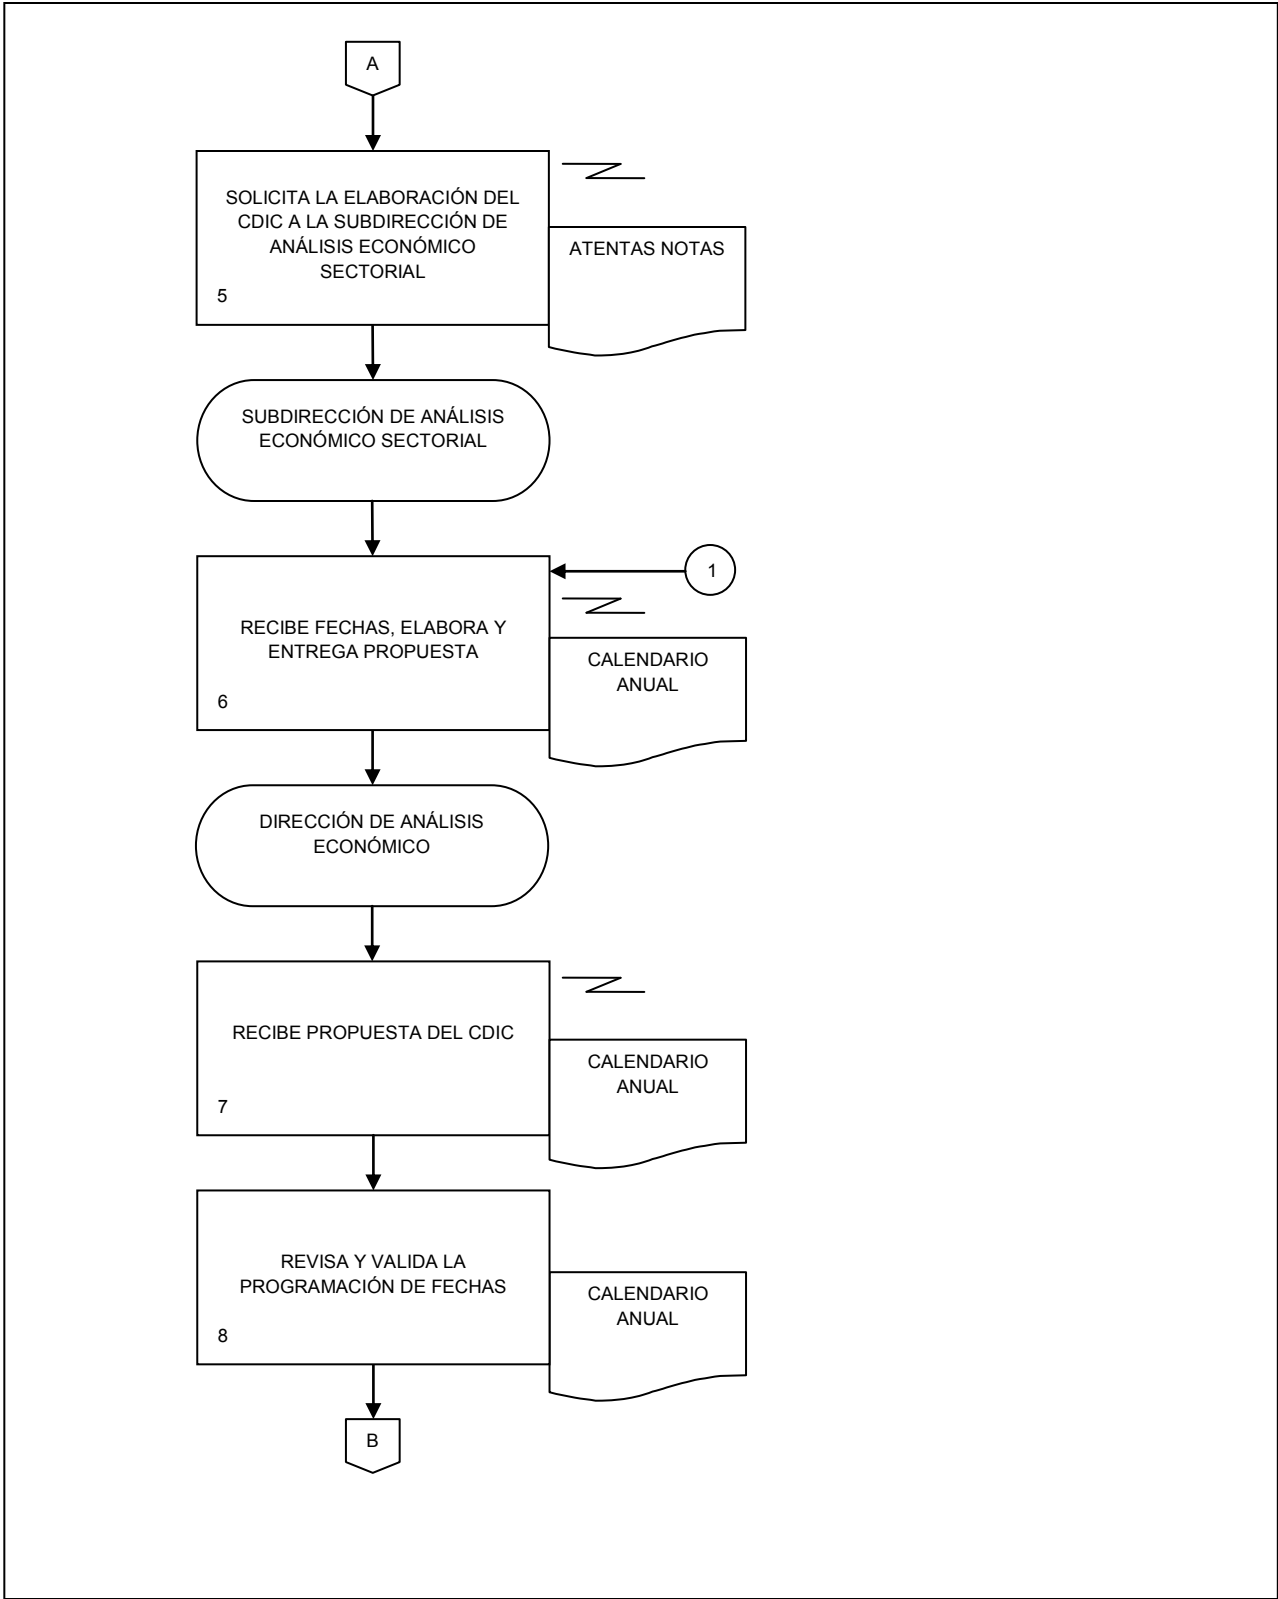 A
SOLICITA LA ELABORACIÓN DEL
CDIC A LA SUBDIRECCIÓN DE
ANÁLISIS ECONÓMICO
SECTORIAL
5
ATENTAS NOTAS
SUBDIRECCIÓN DE ANÁLISIS
ECONÓMICO SECTORIAL
1
RECIBE FECHAS, ELABORA Y
ENTREGA PROPUESTA
6
CALENDARIO
ANUAL
DIRECCIÓN DE ANÁLISIS
ECONÓMICO
RECIBE PROPUESTA DEL CDIC
7
CALENDARIO
ANUAL
REVISA Y VALIDA LA
PROGRAMACIÓN DE FECHAS
8
CALENDARIO
ANUAL
B